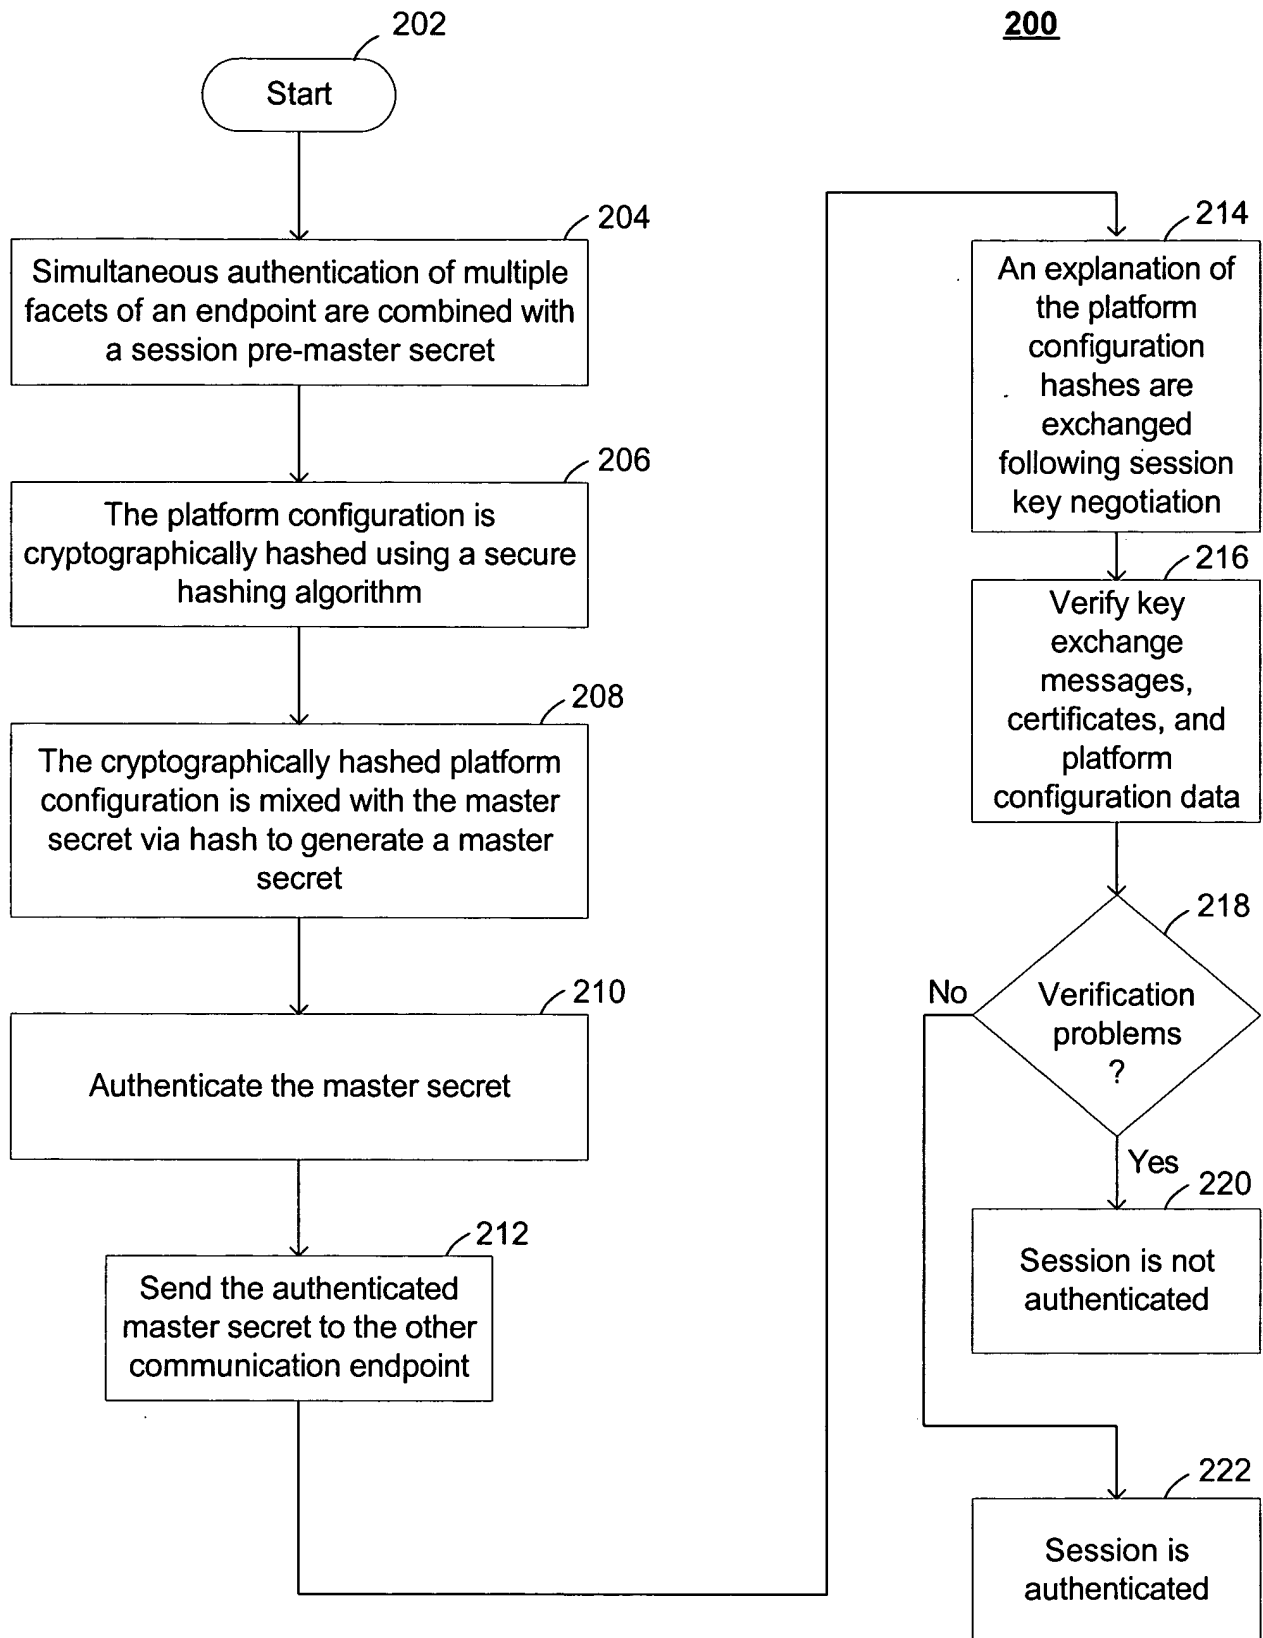 200
202
Start
204
Simultaneous authentication of multiple
facets of an endpoint are combined with
a session pre-master secret
206
The platform configuration is
cryptographically hashed using a secure
hashing algorithm
208
The cryptographically hashed platform
configuration is mixed with the master
secret via hash to generate a master
secret
210
Authenticate the master secret
212
Send the authenticated
master secret to the other
communication endpoint
214
An explanation of
the platform
configuration
hashes are
exchanged
following session
key negotiation
216
Verify key
exchange
messages,
certificates, and
platform
configuration data
218
Verification
problems
?
No
Yes
220
Session is not
authenticated
222
Session is
authenticated